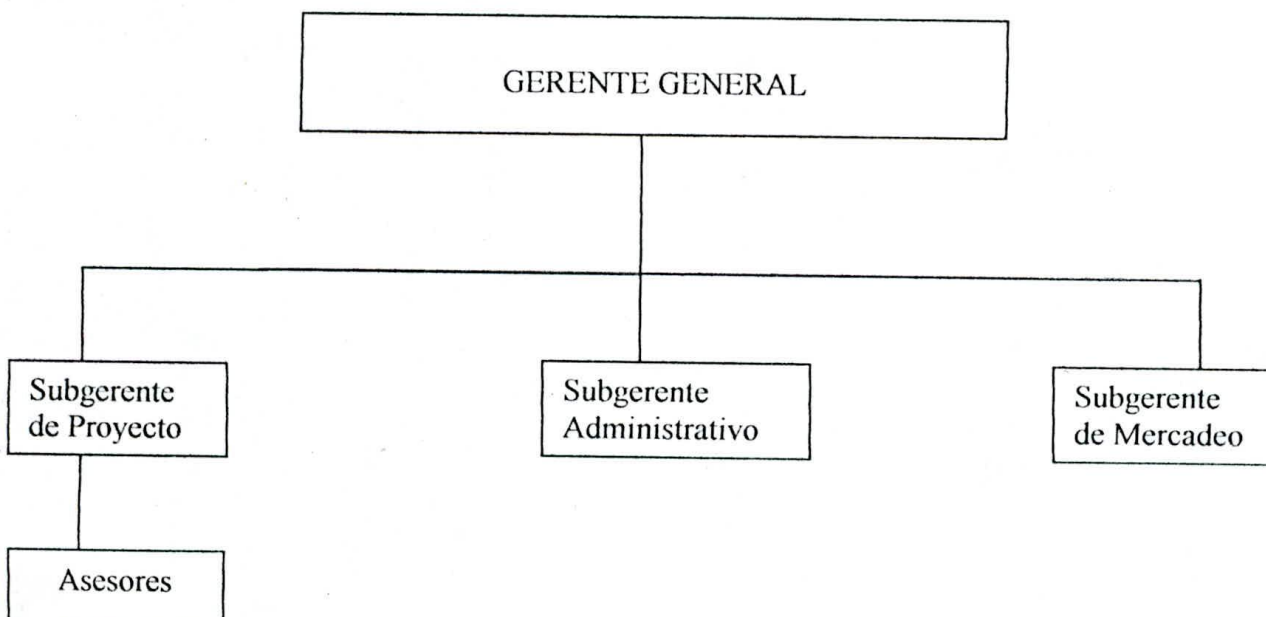 GERENTE GENERAL
Subgerente
de Proyecto
Subgerente
Administrativo
Subgerente
de Mercadeo
Asesores